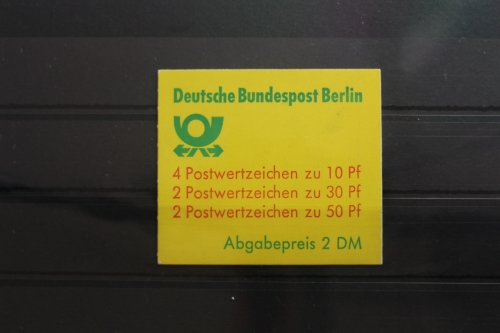 Deutsche Bundespost Berlin
4 Postwertzeichen zu 10 Pf
2 Postwertzeichen zu 30 Pf
2 Postwertzeichen zu 50 Pf
Abgabepreis 2 DM